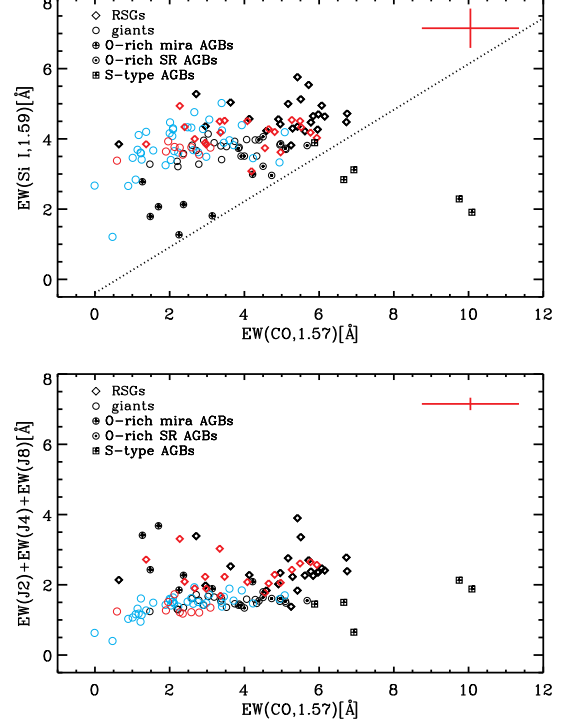 8
6
4
2
0
EW(Si I,1.59)[Å]
RSGs
giants
O-rich mira AGBs
O-rich SR AGBs
S-type AGBs
0 2 4 6 8 10 12
EW(CO,1.57)[Å]
8
6
4
2
0
EW(J2)+EW(J4)+EW(J8)[Å]
RSGs
giants
O-rich mira AGBs
O-rich SR AGBs
S-type AGBs
0 2 4 6 8 10 12
EW(CO,1.57)[Å]